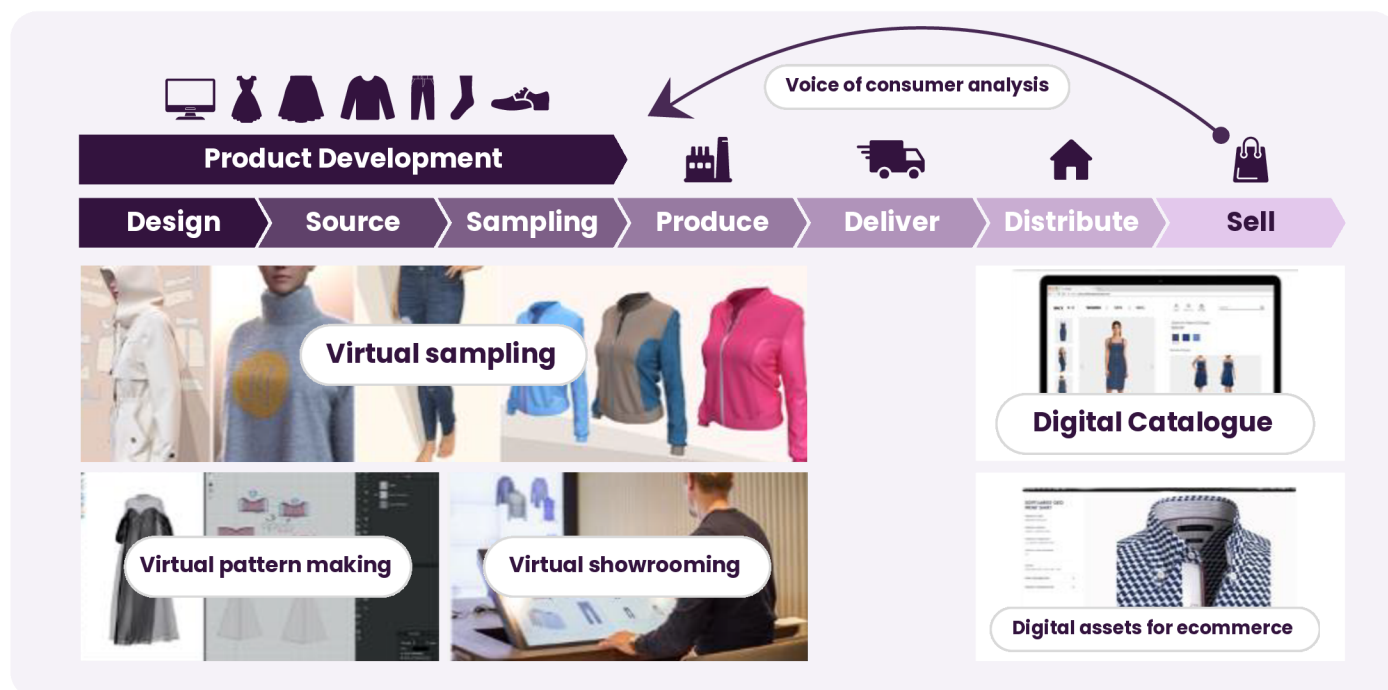 Voice of consumer analysis
Product Development
Design
Source
Sampling
Produce
Deliver
Distribute
Sell
Virtual sampling
Digital Catalogue
Virtual pattern making
Virtual showrooming
Digital assets for ecommerce